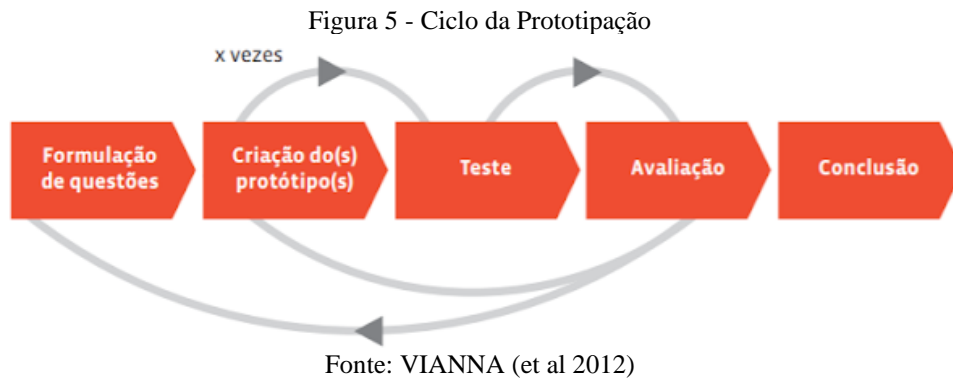 Figura 5 - Ciclo da Prototipação
x vezes
Formulação
de questões
Criação do(s)
protótipo(s)
Teste
Avaliação
Conclusão
Fonte: VIANNA (et al 2012)